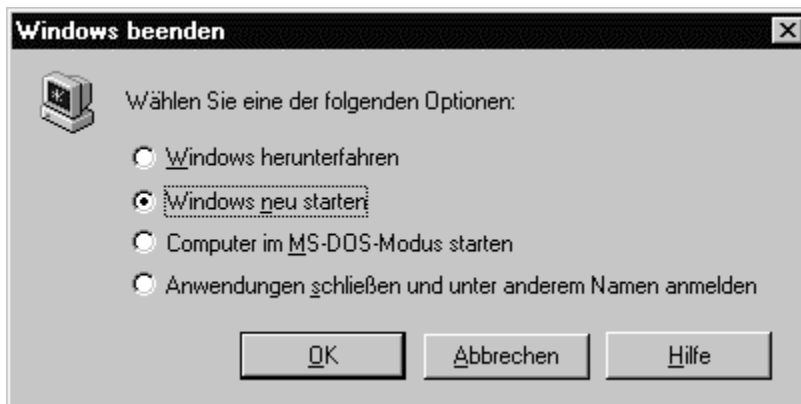 Windows beenden
Wählen Sie eine der folgenden Optionen:
Windows herunterfahren
Windows neu starten
Computer im MS-DOS-Modus starten
Anwendungen schließen und unter anderem Namen anmelden
OK Abbrechen Hilfe